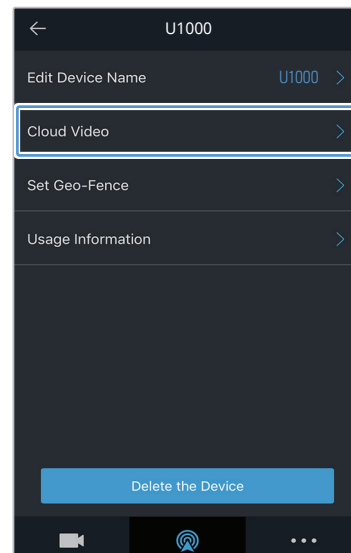 U1000
Edit Device Name U1000
Cloud Video
Set Geo-Fence
Usage Information
Delete the Device